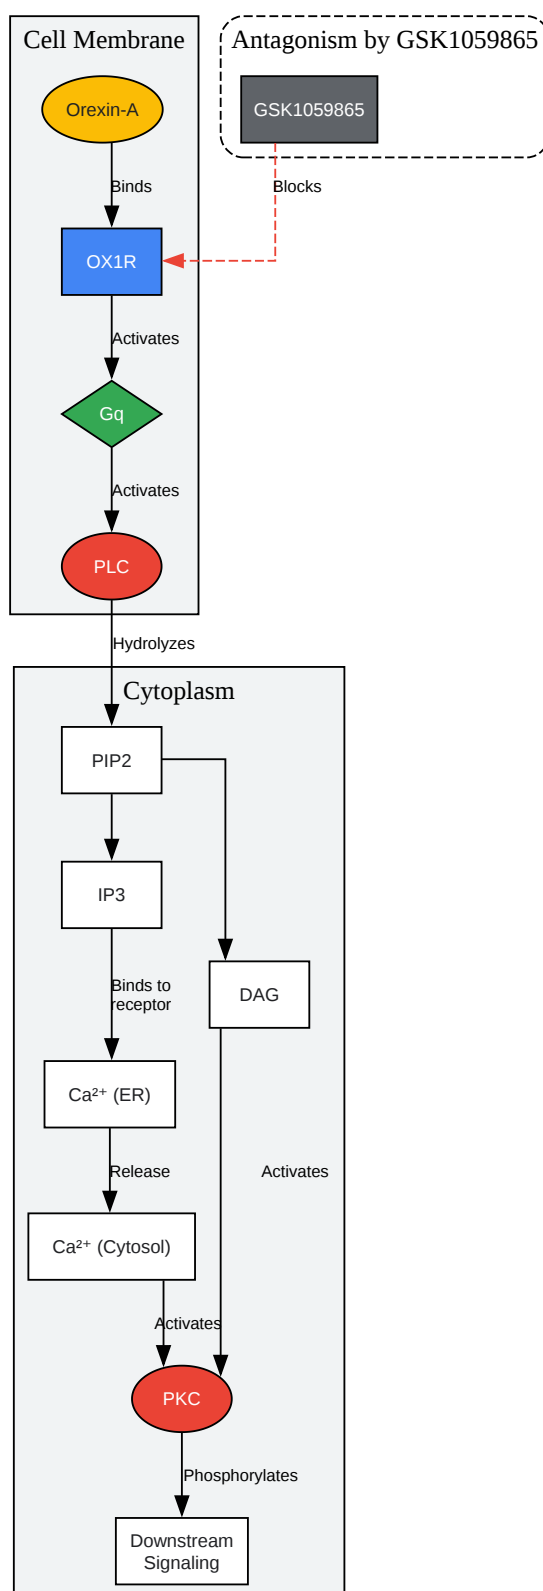 Cell Membrane
Antagonism by GSK1059865
Orexin-A
GSK1059865
Binds
Blocks
OX1R
Activates
Gq
Activates
PLC
Hydrolyzes
Cytoplasm
PIP2
IP3
DAG
Binds to
receptor
Ca²⁺ (ER)
Release
Activates
Ca²⁺ (Cytosol)
Activates
PKC
Phosphorylates
Downstream
Signaling